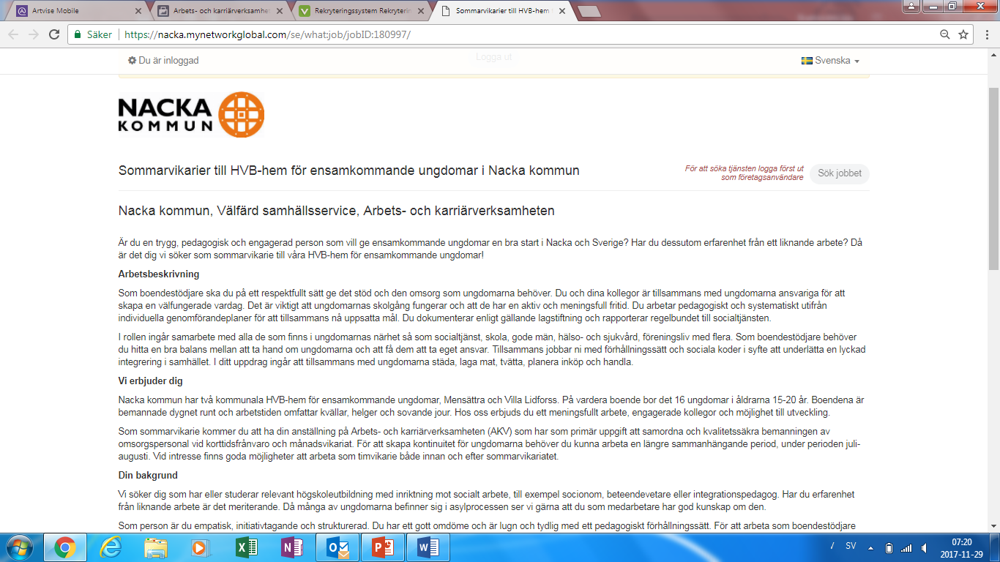 Artvise Mobile
Arbets- och karriärverksamhe
Rekryteringssystem Rekryterin
Sommarvikarier till HVB-hem
Säker
https://nacka.mynetworkglobal.com/se/what:job/jobID:180997/
Du är inloggad
Logga ut
Svenska
NACKA
KOMMUN
Sommarvikarier till HVB-hem för ensamkommande ungdomar i Nacka kommun
För att söka tjänsten logga först ut
som företagsanvändare
Sök jobbet
Nacka kommun, Välfärd samhällsservice, Arbets- och karriärverksamheten
Är du en trygg, pedagogisk och engagerad person som vill ge ensamkommande ungdomar en bra start i Nacka och Sverige? Har du dessutom erfarenhet från ett liknande arbete? Då
är det dig vi söker som sommarvikarie till våra HVB-hem för ensamkommande ungdomar!
Arbetsbeskrivning
Som boendestödjare ska du på ett respektfullt sätt ge det stöd och den omsorg som ungdomarna behöver. Du och dina kollegor är tillsammans med ungdomarna ansvariga för att
skapa en välfungerade vardag. Det är viktigt att ungdomarnas skolgång fungerar och att de har en aktiv och meningsfull fritid. Du arbetar pedagogiskt och systematiskt utifrån
individuella genomförandeplaner för att tillsammans nå uppsatta mål. Du dokumenterar enligt gällande lagstiftning och rapporterar regelbundet till socialtjänsten.
I rollen ingår samarbete med alla de som finns i ungdomarnas närhet så som socialtjänst, skola, gode män, hälso- och sjukvård, föreningsliv med flera. Som boendestödjare behöver
du hitta en bra balans mellan att ta hand om ungdomarna och att få dem att ta eget ansvar. Tillsammans jobbar ni med förhållningssätt och sociala koder i syfte att underlätta en lyckad
integrering i samhället. I ditt uppdrag ingår att tillsammans med ungdomarna städa, laga mat, tvätta, planera inköp och handla.
Vi erbjuder dig
Nacka kommun har två kommunala HVB-hem för ensamkommande ungdomar, Mensättra och Villa Lidforss. På vardera boende bor det 16 ungdomar i åldrarna 15-20 år. Boendena är
bemannade dygnet runt och arbetstiden omfattar kvällar, helger och sovande jour. Hos oss erbjuds du ett meningsfullt arbete, engagerade kollegor och möjlighet till utveckling.
Som sommarvikarie kommer du att ha din anställning på Arbets- och karriärverksamheten (AKV) som har som primär uppgift att samordna och kvalitetssäkra bemanningen av
omsorgspersonal vid korttidsfrånvaro och månadsvikariat. För att skapa kontinuitet för ungdomarna behöver du kunna arbeta en längre sammanhängande period, under perioden juli-
augusti. Vid intresse finns goda möjligheter att arbeta som timvikarie både innan och efter sommarvikariatet.
Din bakgrund
Vi söker dig som har eller studerar relevant högskoleutbildning med inriktning mot socialt arbete, till exempel socionom, beteendevetare eller integrationspedagog. Har du erfarenhet
från liknande arbete är det meriterande. Då många av ungdomarna befinner sig i asylprocessen ser vi gärna att du som medarbetare har god kunskap om den.
Som person är du empatisk, initiativtagande och strukturerad. Du har ett gott omdöme och är lugn och tydlig med ett pedagogiskt förhållningssätt. För att arbeta som boendestödjare
SV
07:20
2017-11-29